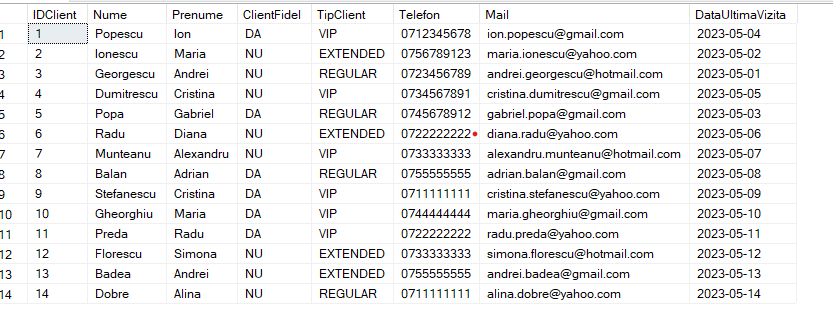 IDClient Nume Prenume ClientFidel TipClient Telefon Mail DataUltimaVizita
1 1 Popescu Ion DA VIP 0712345678 ion.popescu@gmail.com 2023-05-04
2 2 Ionescu Maria NU EXTENDED 0756789123 maria.ionescu@yahoo.com 2023-05-02
3 3 Georgescu Andrei NU REGULAR 0723456789 andrei.georgescu@hotmail.com 2023-05-01
4 4 Dumitrescu Cristina NU VIP 0734567891 cristina.dumitrescu@gmail.com 2023-05-05
5 5 Popa Gabriel DA REGULAR 0745678912 gabriel.popa@gmail.com 2023-05-03
6 6 Radu Diana NU EXTENDED 0722222222 diana.radu@yahoo.com 2023-05-06
7 7 Munteanu Alexandru NU VIP 0733333333 alexandru.munteanu@hotmail.com 2023-05-07
8 8 Balan Adrian DA REGULAR 0755555555 adrian.balan@gmail.com 2023-05-08
9 9 Stefanescu Cristina DA VIP 0711111111 cristina.stefanescu@yahoo.com 2023-05-09
10 10 Gheorghiu Maria DA VIP 0744444444 maria.gheorghiu@gmail.com 2023-05-10
11 11 Preda Radu DA VIP 0722222222 radu.preda@yahoo.com 2023-05-11
12 12 Florescu Simona NU EXTENDED 0733333333 simona.florescu@hotmail.com 2023-05-12
13 13 Badea Andrei NU EXTENDED 0755555555 andrei.badea@gmail.com 2023-05-13
14 14 Dobre Alina NU REGULAR 0711111111 alina.dobre@yahoo.com 2023-05-14